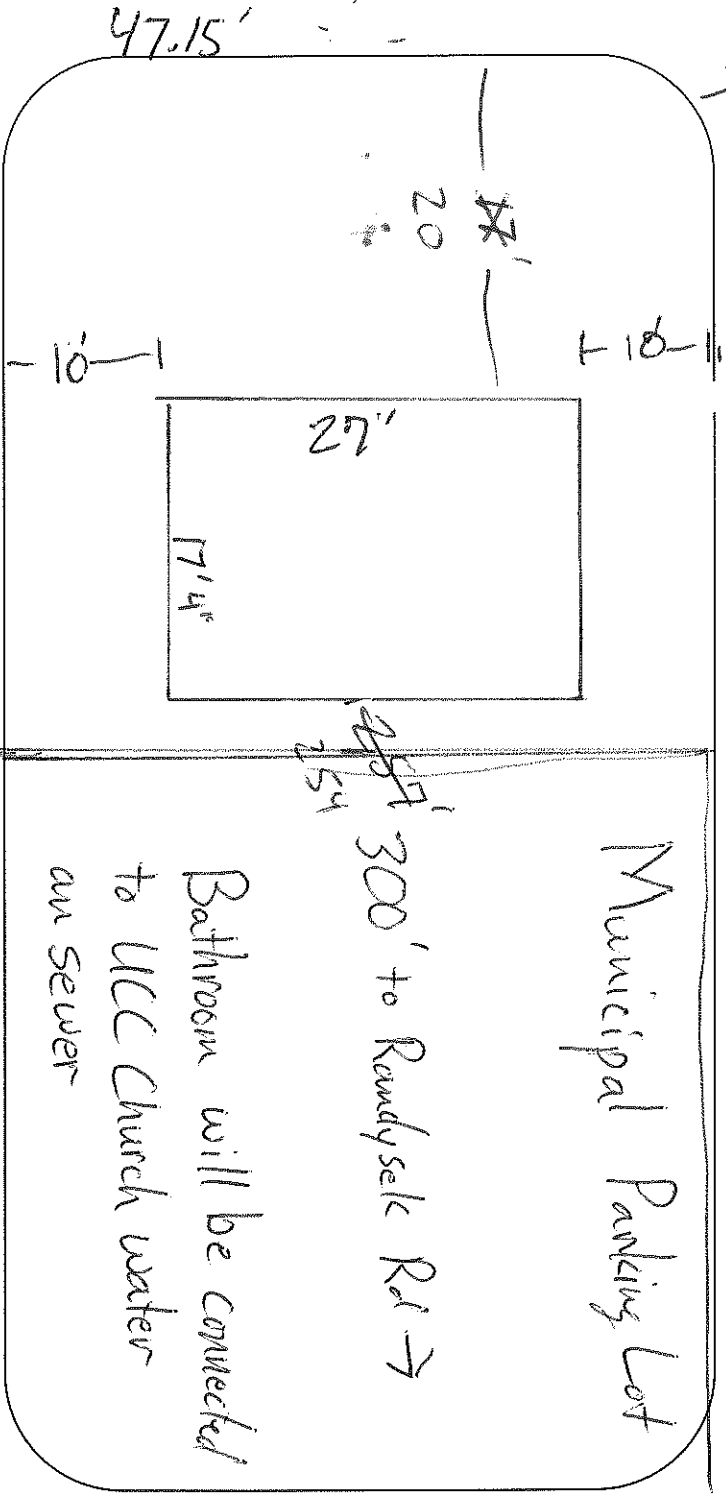 47.15'
20
10'
10'
27'
17'4"
254
Municipal Parking Lot
300' to Randyselk Rd →
Bathroom will be connected
to UCC Church water
an sewer